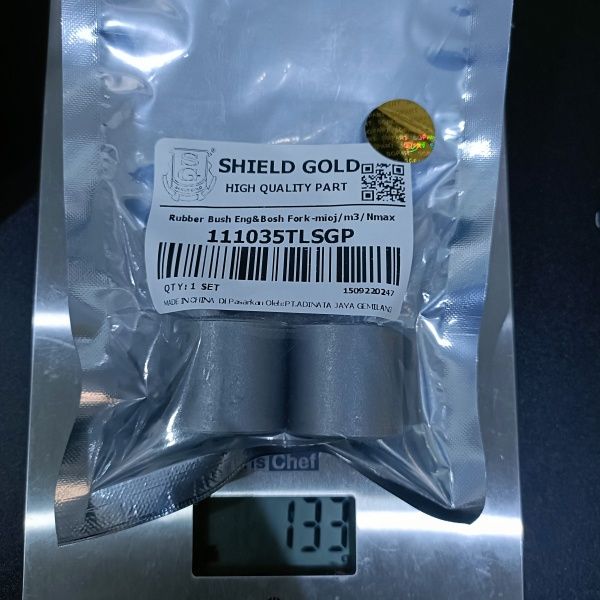 SHIELD GOLD
HIGH QUALITY PART
Rubber Bush Eng&Bosh Fork-mioj/m3/Nmax
111035TLSGP
QTY: 1 SET
1509220247
MADE IN CHINA Di Pasarkan Oleh:PT.ADINATA JAYA GEMILANG
Chef
133